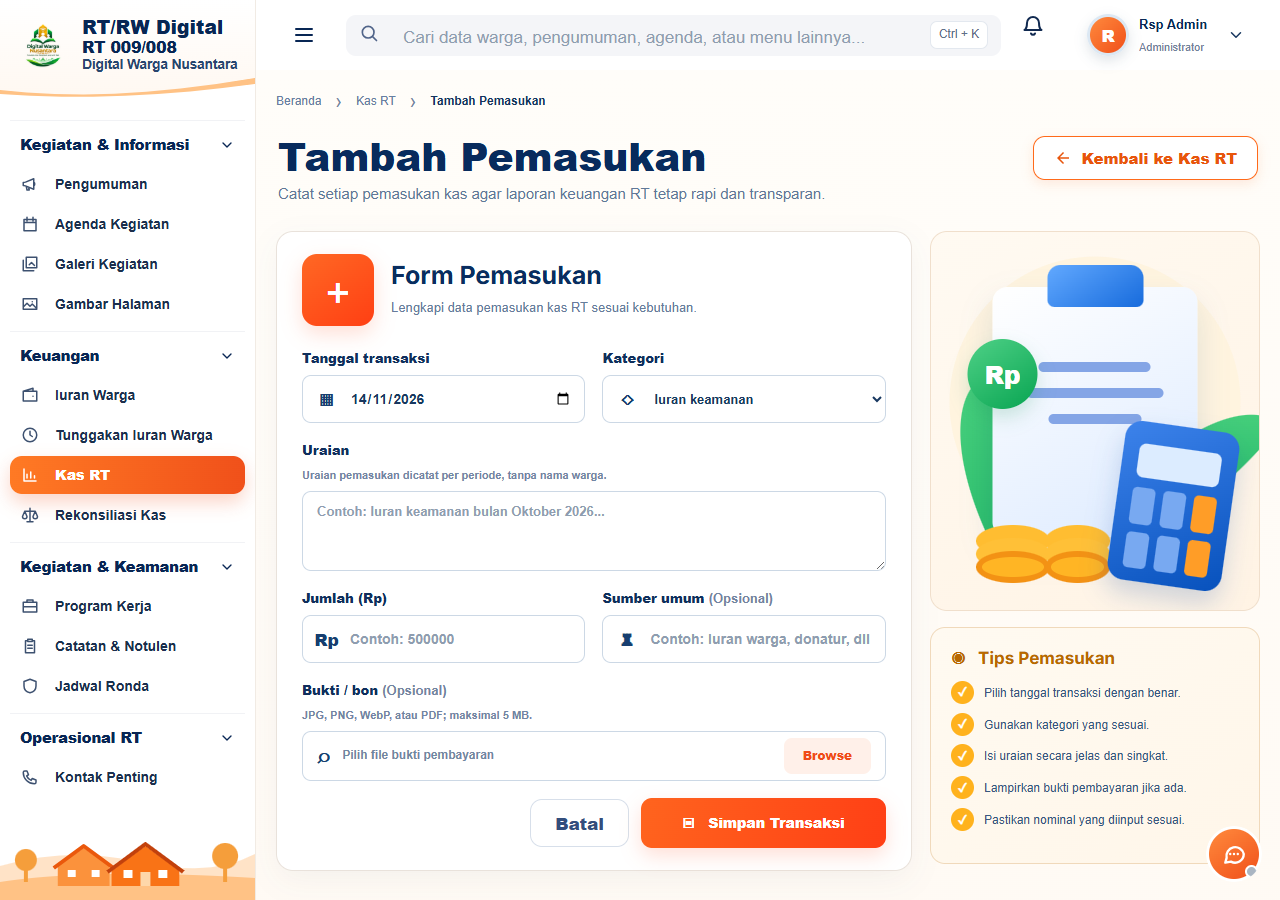 RT/RW Digital
RT 009/008
Digital Warga Nusantara
Cari data warga, pengumuman, agenda, atau menu lainnya...
Ctrl + K
R
Rsp Admin
Administrator
Kegiatan & Informasi
Pengumuman
Agenda Kegiatan
Galeri Kegiatan
Gambar Halaman
Keuangan
Iuran Warga
Tunggakan Iuran Warga
Kas RT
Rekonsiliasi Kas
Kegiatan & Keamanan
Program Kerja
Catatan & Notulen
Jadwal Ronda
Operasional RT
Kontak Penting
Beranda › Kas RT › Tambah Pemasukan
Tambah Pemasukan
Catat setiap pemasukan kas agar laporan keuangan RT tetap rapi dan transparan.
← Kembali ke Kas RT
Form Pemasukan
Lengkapi data pemasukan kas RT sesuai kebutuhan.
Tanggal transaksi
14/11/2026
Kategori
Iuran keamanan
Uraian
Uraian pemasukan dicatat per periode, tanpa nama warga.
Contoh: Iuran keamanan bulan Oktober 2026...
Jumlah (Rp)
Rp Contoh: 500000
Sumber umum (Opsional)
Contoh: Iuran warga, donatur, dll
Bukti / bon (Opsional)
JPG, PNG, WebP, atau PDF; maksimal 5 MB.
Pilih file bukti pembayaran
Browse
Batal
Simpan Transaksi
Rp
Tips Pemasukan
Pilih tanggal transaksi dengan benar.
Gunakan kategori yang sesuai.
Isi uraian secara jelas dan singkat.
Lampirkan bukti pembayaran jika ada.
Pastikan nominal yang diinput sesuai.